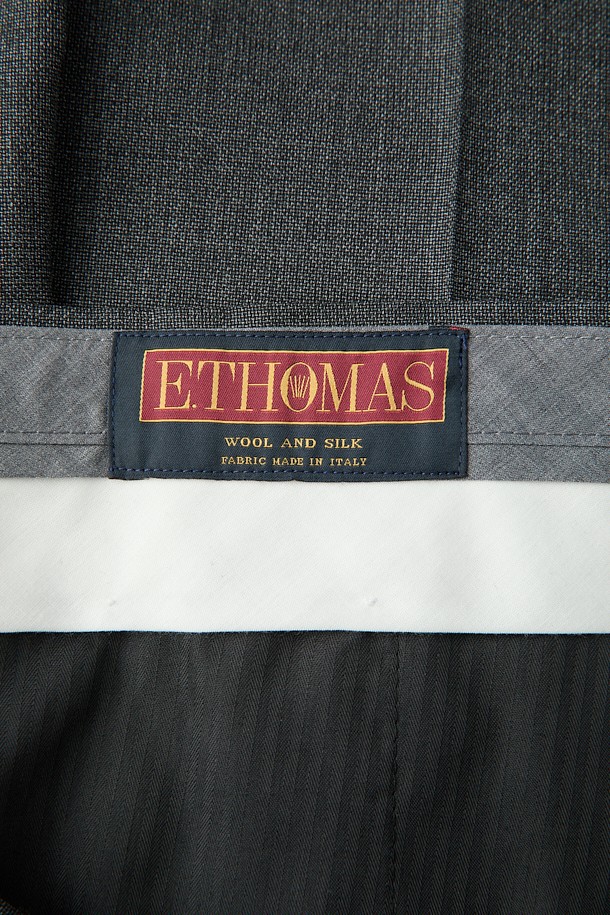 E.THOMAS
WOOL AND SILK
FABRIC MADE IN ITALY